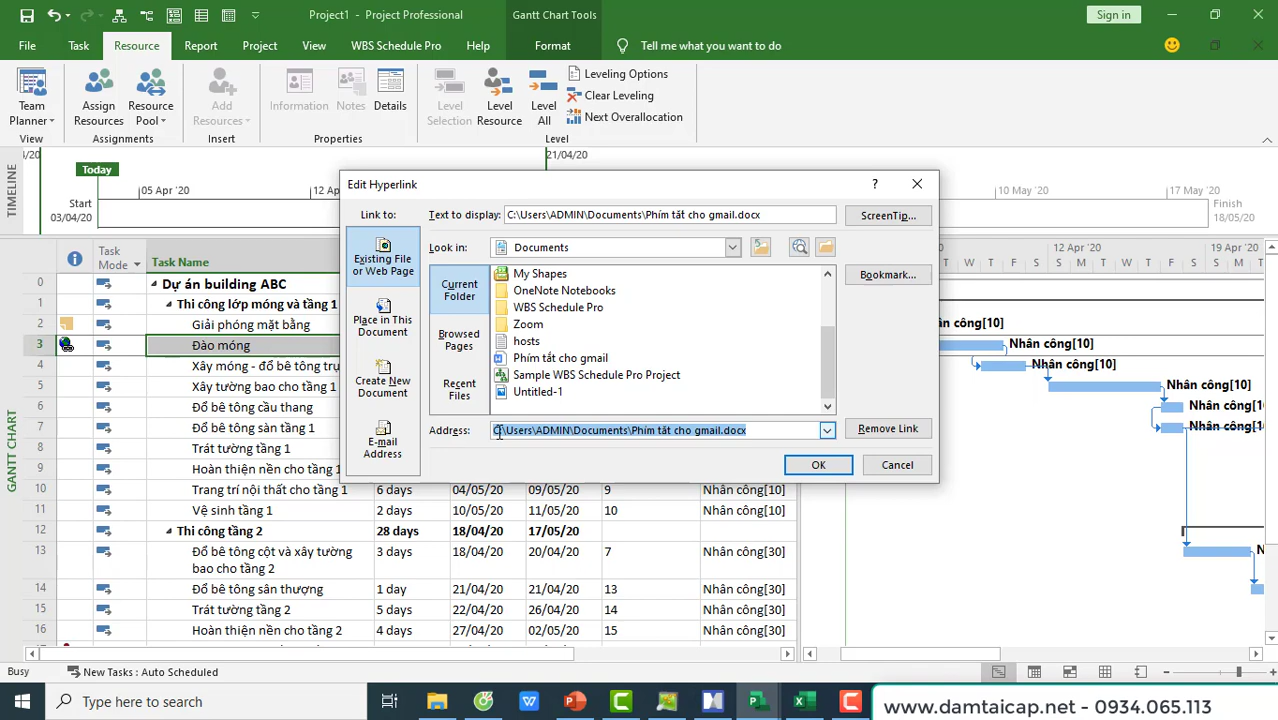 Project1 - Project Professional
Gantt Chart Tools
Sign in
File Task Resource Report Project View WBS Schedule Pro Help Format Tell me what you want to do
Team Planner
Assign Resources
Resource Pool
Add Resources
Information
Notes
Details
Level Selection
Level Resource
Level All
Leveling Options
Clear Leveling
Next Overallocation
View Assignments Insert Properties Level
TIMELINE
/20
21/04/20
Today
05 Apr '20
12 Ap
10 May '20
17 May '20
Start
03/04/20
Finish
18/05/20
Edit Hyperlink
?
Link to:
Existing File or Web Page
Place in This Document
Create New Document
E-mail Address
Text to display: C:\Users\ADMIN\Documents\Phím tắt cho gmail.docx
ScreenTip...
Look in: Documents
Bookmark...
Current Folder
Browsed Pages
Recent Files
My Shapes
OneNote Notebooks
WBS Schedule Pro
Zoom
hosts
Phím tắt cho gmail
Sample WBS Schedule Pro Project
Untitled-1
Address: C:\Users\ADMIN\Documents\Phím tắt cho gmail.docx
Remove Link
OK
Cancel
GANTT CHART
Task Mode
Task Name
12 Apr '20
19 Apr '20
T W T F S S M T W T F S S M
0 Dự án building ABC
1 Thi công lớp móng và tầng 1
2 Giải phóng mặt bằng
3 Đào móng
4 Xây móng - đổ bê tông trụ
5 Xây tường bao cho tầng 1
6 Đổ bê tông cầu thang
7 Đổ bê tông cột - dầm tầng
8 Trát tường tầng 1
9 Hoàn thiện nền cho tầng 1
10 Trang trí nội thất cho tầng 1 6 days 04/05/20 09/05/20 9 Nhân công[10]
11 Vệ sinh tầng 1 2 days 10/05/20 11/05/20 10 Nhân công[10]
12 Thi công tầng 2 28 days 18/04/20 17/05/20
13 Đổ bê tông cột và xây tường bao cho tầng 2 3 days 18/04/20 20/04/20 7 Nhân công[30]
14 Đổ bê tông sân thượng 1 day 21/04/20 21/04/20 13 Nhân công[30]
15 Trát tường tầng 2 5 days 22/04/20 26/04/20 14 Nhân công[30]
16 Hoàn thiện nền cho tầng 2 4 days 27/04/20 02/05/20 15 Nhân công[30]
Nhân công[10]
Nhân công[10]
Nhân công[10]
Nhân công[10]
Nhân công[10]
Nhân công[10
Busy
New Tasks : Auto Scheduled
Type here to search
www.damtaicap.net - 0934.065.113